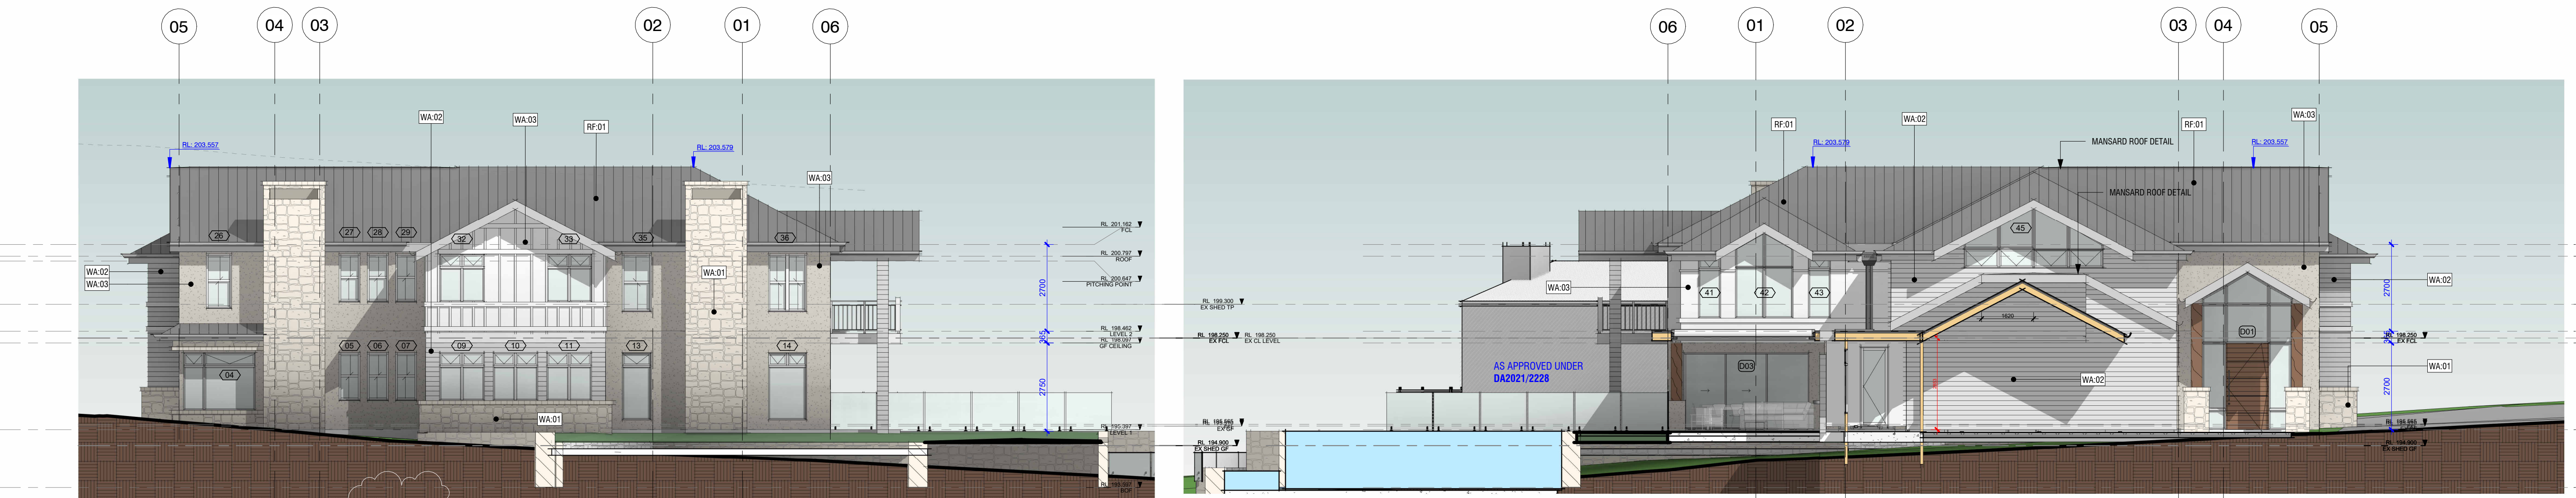 05
04
03
02
01
06
06
01
02
03
04
05
WA:02
WA:03
RF:01
RL: 203.557
RL: 203.579
WA:03
26
27
28
29
32
33
35
36
WA:02
WA:03
WA:01
04
05
06
07
09
10
11
13
14
WA:01
RL 201.162
FCL
RL 200.797
ROOF
RL 200.647
PITCHING POINT
RL 198.462
LEVEL 2
RL 198.097
GF CEILING
RL 195.397
LEVEL 1
2700
365
2750
RL 199.300
EX SHED TP
RL 198.250
EX FCL
RL 198.250
EX CL LEVEL
EX GF
RL 194.900
EX SHED GF
AS APPROVED UNDER
DA2021/2228
RF:01
RL: 203.579
WA:02
MANSARD ROOF DETAIL
MANSARD ROOF DETAIL
RF:01
RL: 203.557
WA:03
WA:03
41
42
43
45
1620
D03
D01
WA:02
WA:02
WA:01
2700
2700
RL 198.250
EX FCL
RL 194.900
EX SHED GF